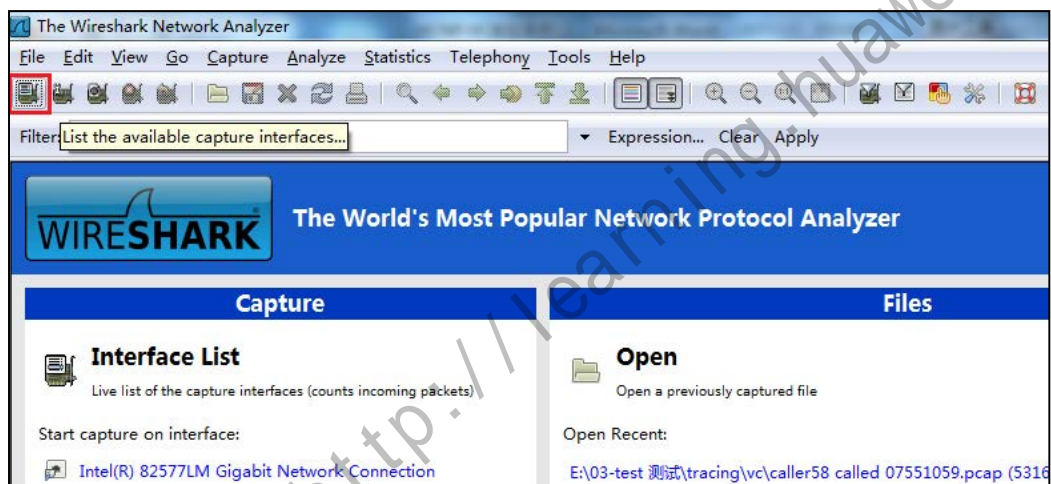 The Wireshark Network Analyzer
File Edit View Go Capture Analyze Statistics Telephony Tools Help
Filter: List the available capture interfaces... Expression... Clear Apply
WIRESHARK
The World's Most Popular Network Protocol Analyzer
Capture
Interface List
Live list of the capture interfaces (counts incoming packets)
Start capture on interface:
Intel(R) 82577LM Gigabit Network Connection
Files
Open
Open a previously captured file
Open Recent:
E:\03-test 测试\tracing\vc\caller58 called 07551059.pcap (5316
http://learning.huawe